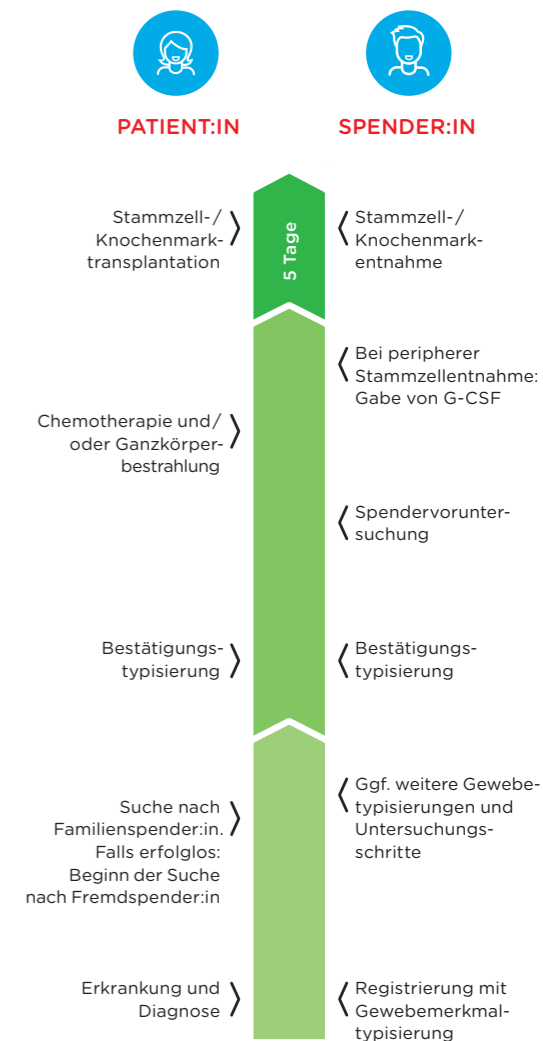 PATIENT:IN
SPENDER:IN
Stammzell-/
Knochenmark-
transplantation
5 Tage
Stammzell-/
Knochenmark-
entnahme
Bei peripherer
Stammzellentnahme:
Gabe von G-CSF
Chemotherapie und/
oder Ganzkörper-
bestrahlung
Spendervorunter-
suchung
Bestätigungs-
typisierung
Bestätigungs-
typisierung
Ggf. weitere Gewebe-
typisierungen und
Untersuchungs-
schritte
Suche nach
Familienspender:in.
Falls erfolglos:
Beginn der Suche
nach Fremdspender:in
Erkrankung und
Diagnose
Registrierung mit
Gewebemerkmal-
typisierung